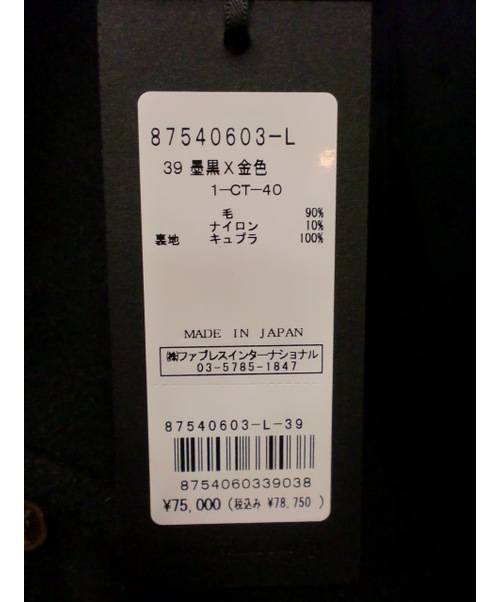 87540603-L
39 墨黒X金色
1-CT-40
毛 90%
ナイロン 10%
裏地 キュプラ 100%
MADE IN JAPAN
㈱ファブレスインターナショナル
03-5785-1847
87540603-L-39
8754060339038
¥75,000 (税込み ¥78,750 )